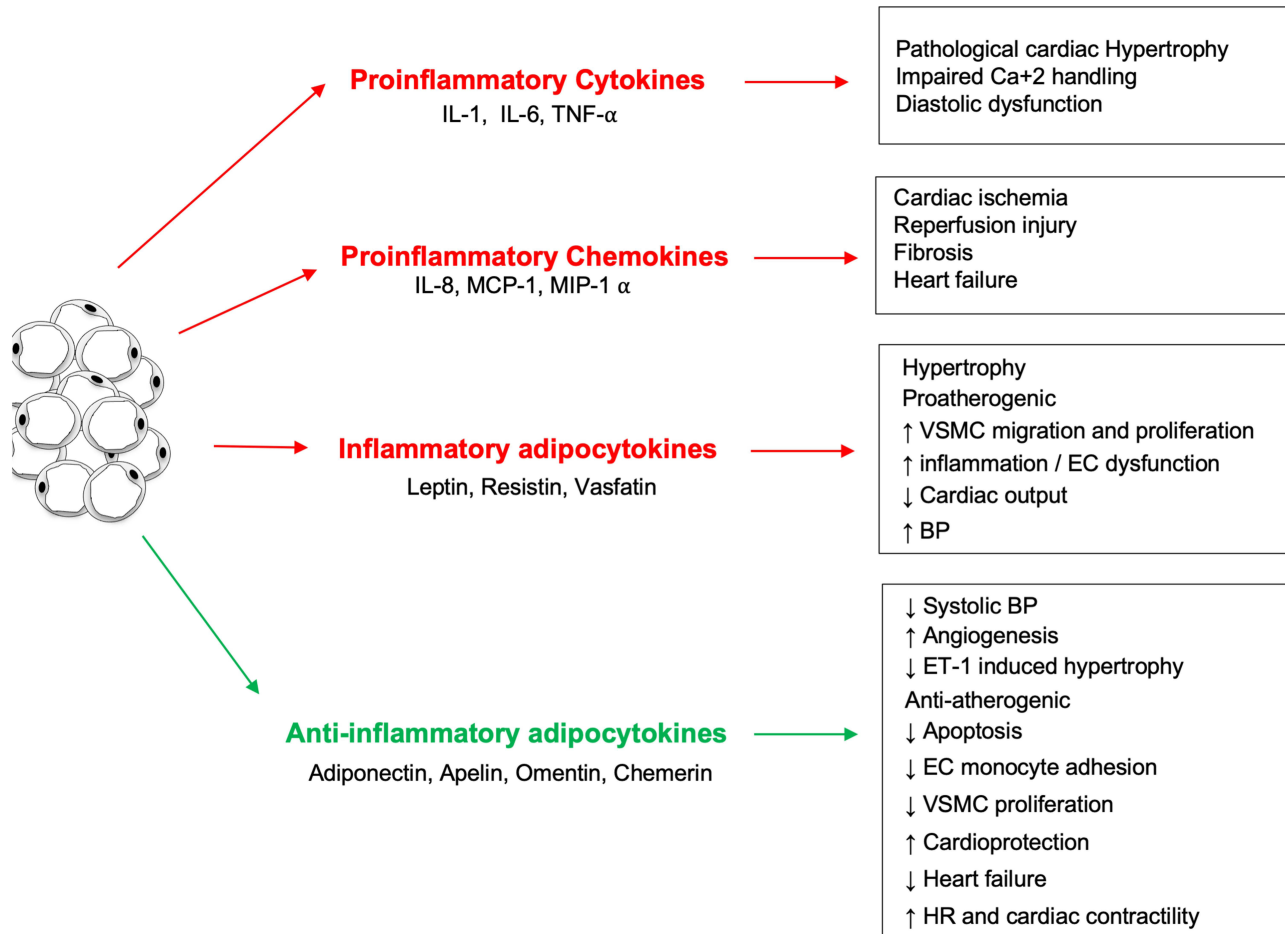 Proinflammatory Cytokines
IL-1,  IL-6, TNF-α
Pathological cardiac Hypertrophy
Impaired Ca+2 handling
Diastolic dysfunction
Proinflammatory Chemokines
IL-8, MCP-1, MIP-1 α
Cardiac ischemia
Reperfusion injury
Fibrosis
Heart failure
Inflammatory adipocytokines
Leptin, Resistin, Vasfatin
Hypertrophy
Proatherogenic
↑ VSMC migration and proliferation
↑ inflammation / EC dysfunction
↓ Cardiac output
↑ BP
Anti-inflammatory adipocytokines
Adiponectin, Apelin, Omentin, Chemerin
↓ Systolic BP
↑ Angiogenesis
↓ ET-1 induced hypertrophy
Anti-atherogenic
↓ Apoptosis
↓ EC monocyte adhesion
↓ VSMC proliferation
↑ Cardioprotection
↓ Heart failure
↑ HR and cardiac contractility